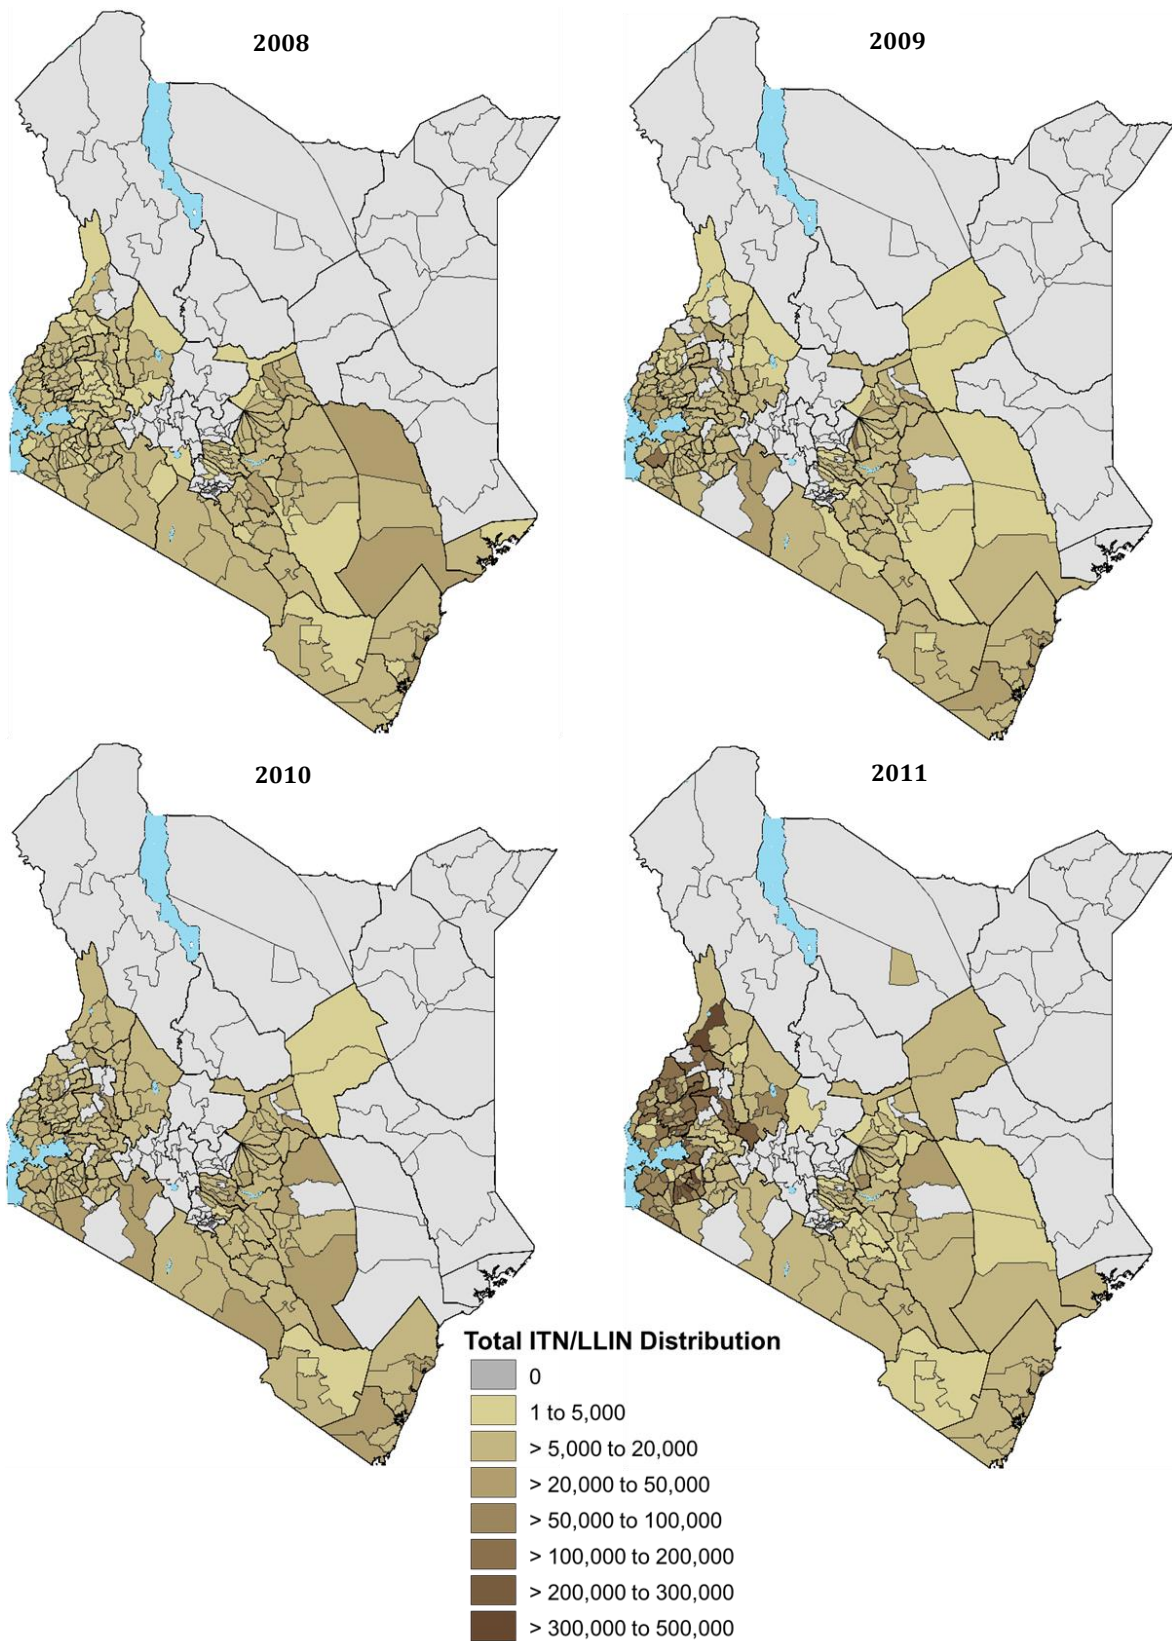 2008
2009
2010
2011
Total ITN/LLIN Distribution
0
1 to 5,000
> 5,000 to 20,000
> 20,000 to 50,000
> 50,000 to 100,000
> 100,000 to 200,000
> 200,000 to 300,000
> 300,000 to 500,000